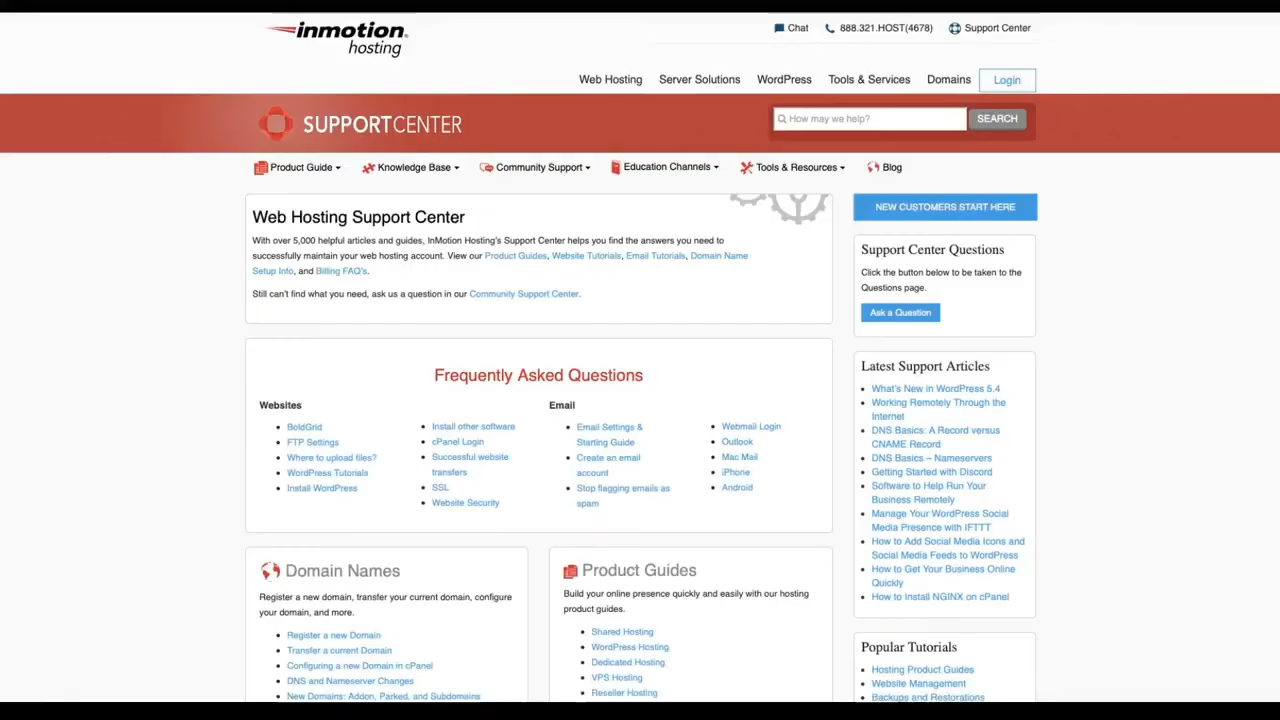 inmotion
hosting
Chat
888.321.HOST(4678)
Support Center
Web Hosting
Server Solutions
WordPress
Tools & Services
Domains
Login
SUPPORTCENTER
How may we help?
SEARCH
Product Guide
Knowledge Base
Community Support
Education Channels
Tools & Resources
Blog
Web Hosting Support Center
With over 5,000 helpful articles and guides, InMotion Hosting's Support Center helps you find the answers you need to
successfully maintain your web hosting account. View our Product Guides, Website Tutorials, Email Tutorials, Domain Name
Setup Info, and Billing FAQ's.
Still can't find what you need, ask us a question in our Community Support Center.
Frequently Asked Questions
Websites
BoldGrid
FTP Settings
Where to upload files?
WordPress Tutorials
Install WordPress
Install other software
cPanel Login
Successful website
transfers
SSL
Website Security
Email
Email Settings &
Starting Guide
Create an email
account
Stop flagging emails as
spam
Webmail Login
Outlook
Mac Mail
iPhone
Android
Domain Names
Register a new domain, transfer your current domain, configure
your domain, and more.
Register a new Domain
Transfer a current Domain
Configuring a new Domain in cPanel
DNS and Nameserver Changes
New Domains: Addon, Parked, and Subdomains
Product Guides
Build your online presence quickly and easily with our hosting
product guides.
Shared Hosting
WordPress Hosting
Dedicated Hosting
VPS Hosting
Reseller Hosting
NEW CUSTOMERS START HERE
Support Center Questions
Click the button below to be taken to the
Questions page.
Ask a Question
Latest Support Articles
What's New in WordPress 5.4
Working Remotely Through the
Internet
DNS Basics: A Record versus
CNAME Record
DNS Basics – Nameservers
Getting Started with Discord
Software to Help Run Your
Business Remotely
Manage Your WordPress Social
Media Presence with IFTTT
How to Add Social Media Icons and
Social Media Feeds to WordPress
How to Get Your Business Online
Quickly
How to Install NGINX on cPanel
Popular Tutorials
Hosting Product Guides
Website Management
Backups and Restorations